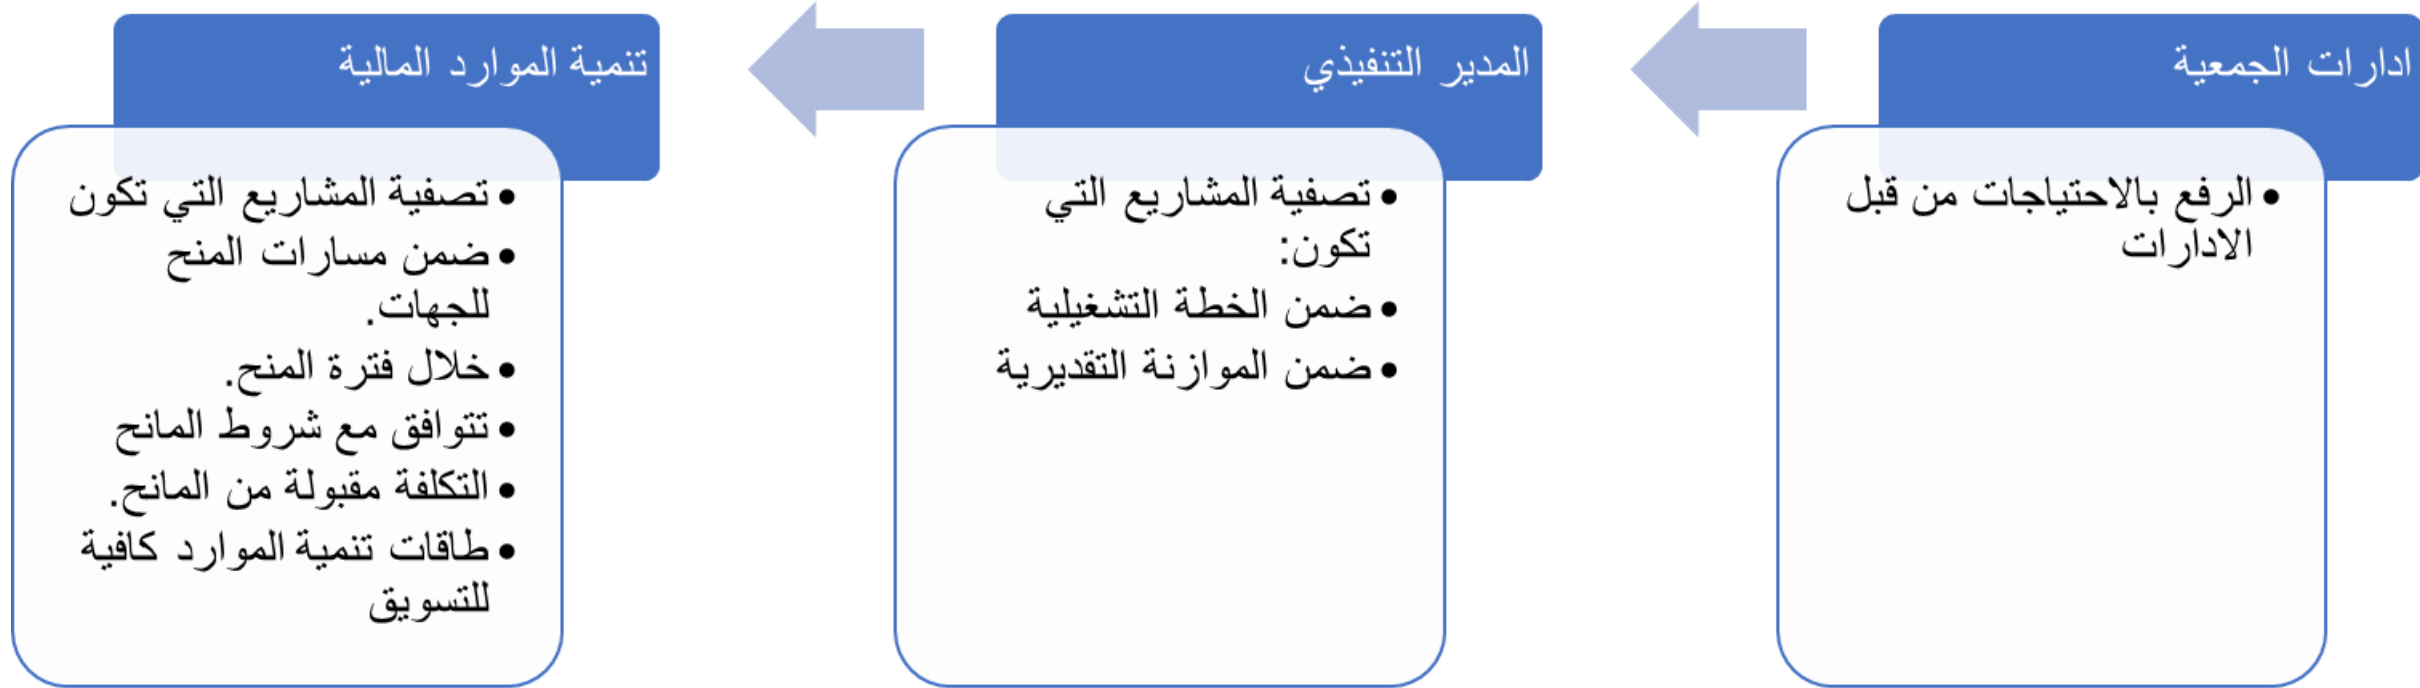 ادارات الجمعية
• الرفع بالاحتياجات من قبل
الادارات
المدير التنفيذي
• تصفية المشاريع التي
تكون:
• ضمن الخطة التشغيلية
• ضمن الموازنة التقديرية
تنمية الموارد المالية
• تصفية المشاريع التي تكون
• ضمن مسارات المنح
للجهات.
• خلال فترة المنح.
• تتوافق مع شروط المانح
• التكلفة مقبولة من المانح.
• طاقات تنمية الموارد كافية
للتسويق